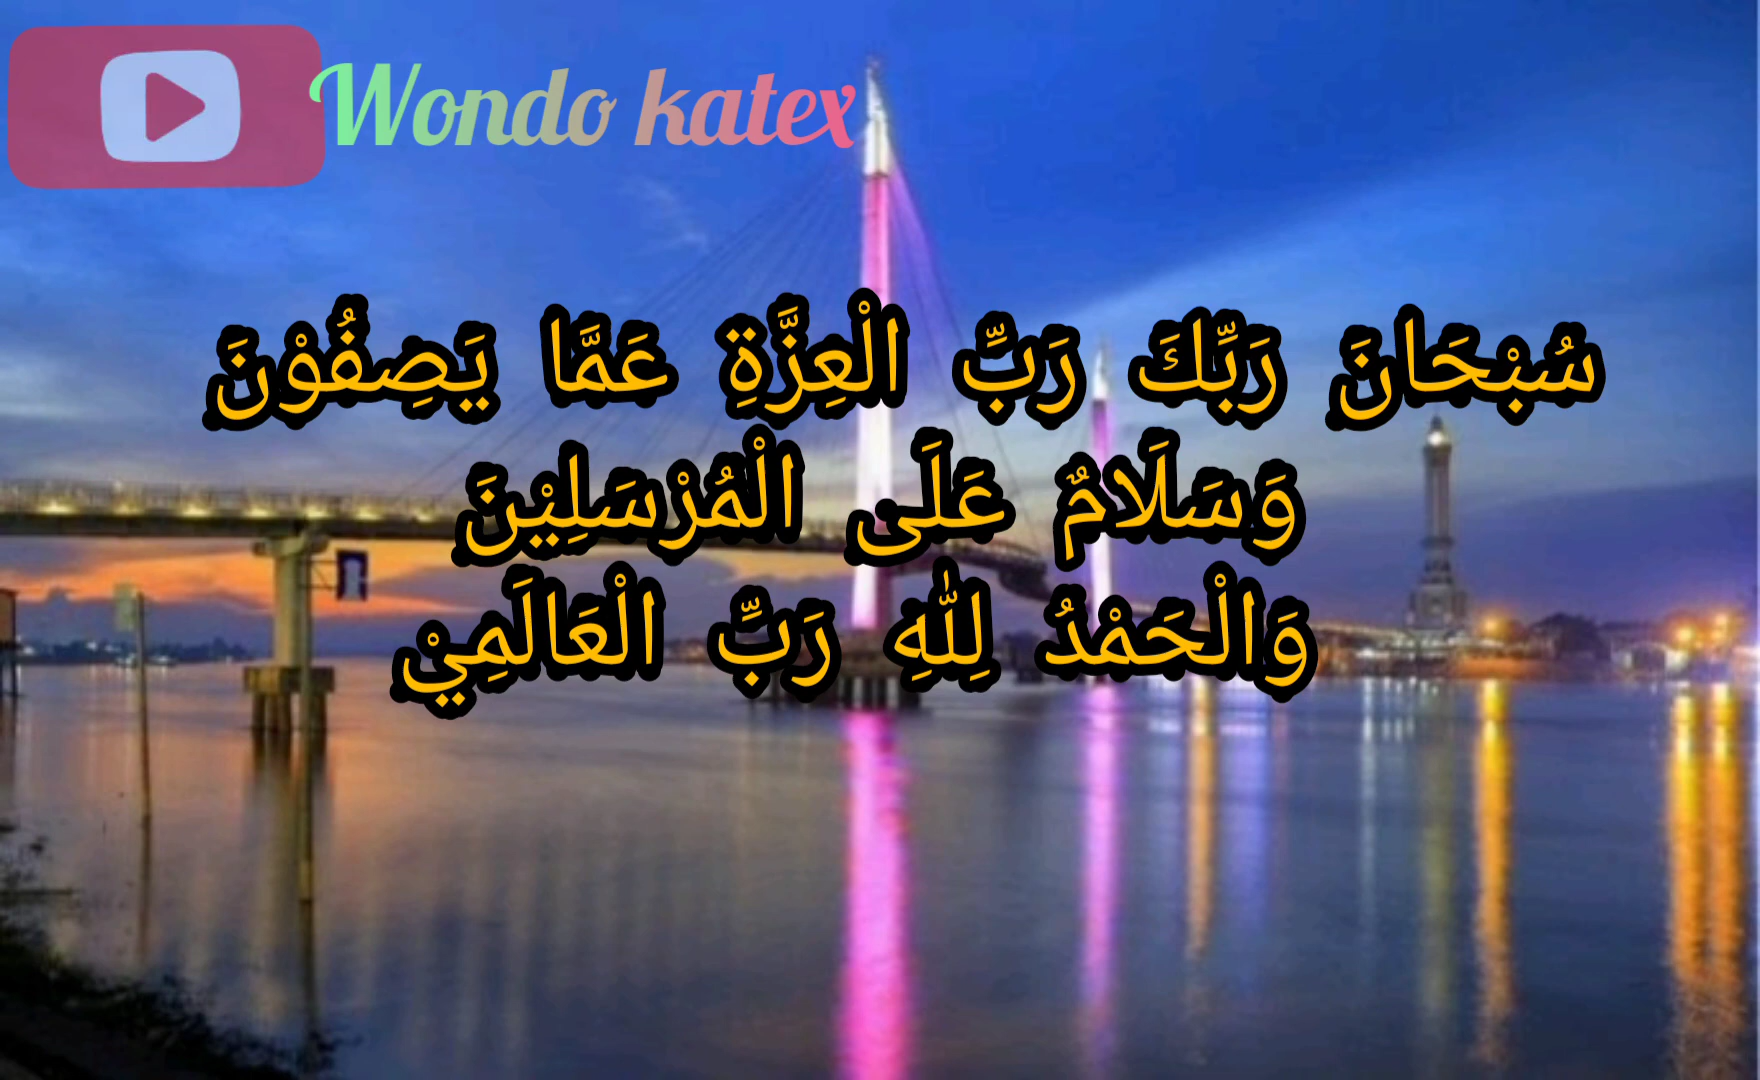 Wondo katex
سُبْحَانَ رَبِّكَ رَبِّ الْعِزَّةِ عَمَّا يَصِفُوْنَ
وَسَلَامٌ عَلَى الْمُرْسَلِيْنَ
وَالْحَمْدُ لِلّٰهِ رَبِّ الْعَالَمِيْ